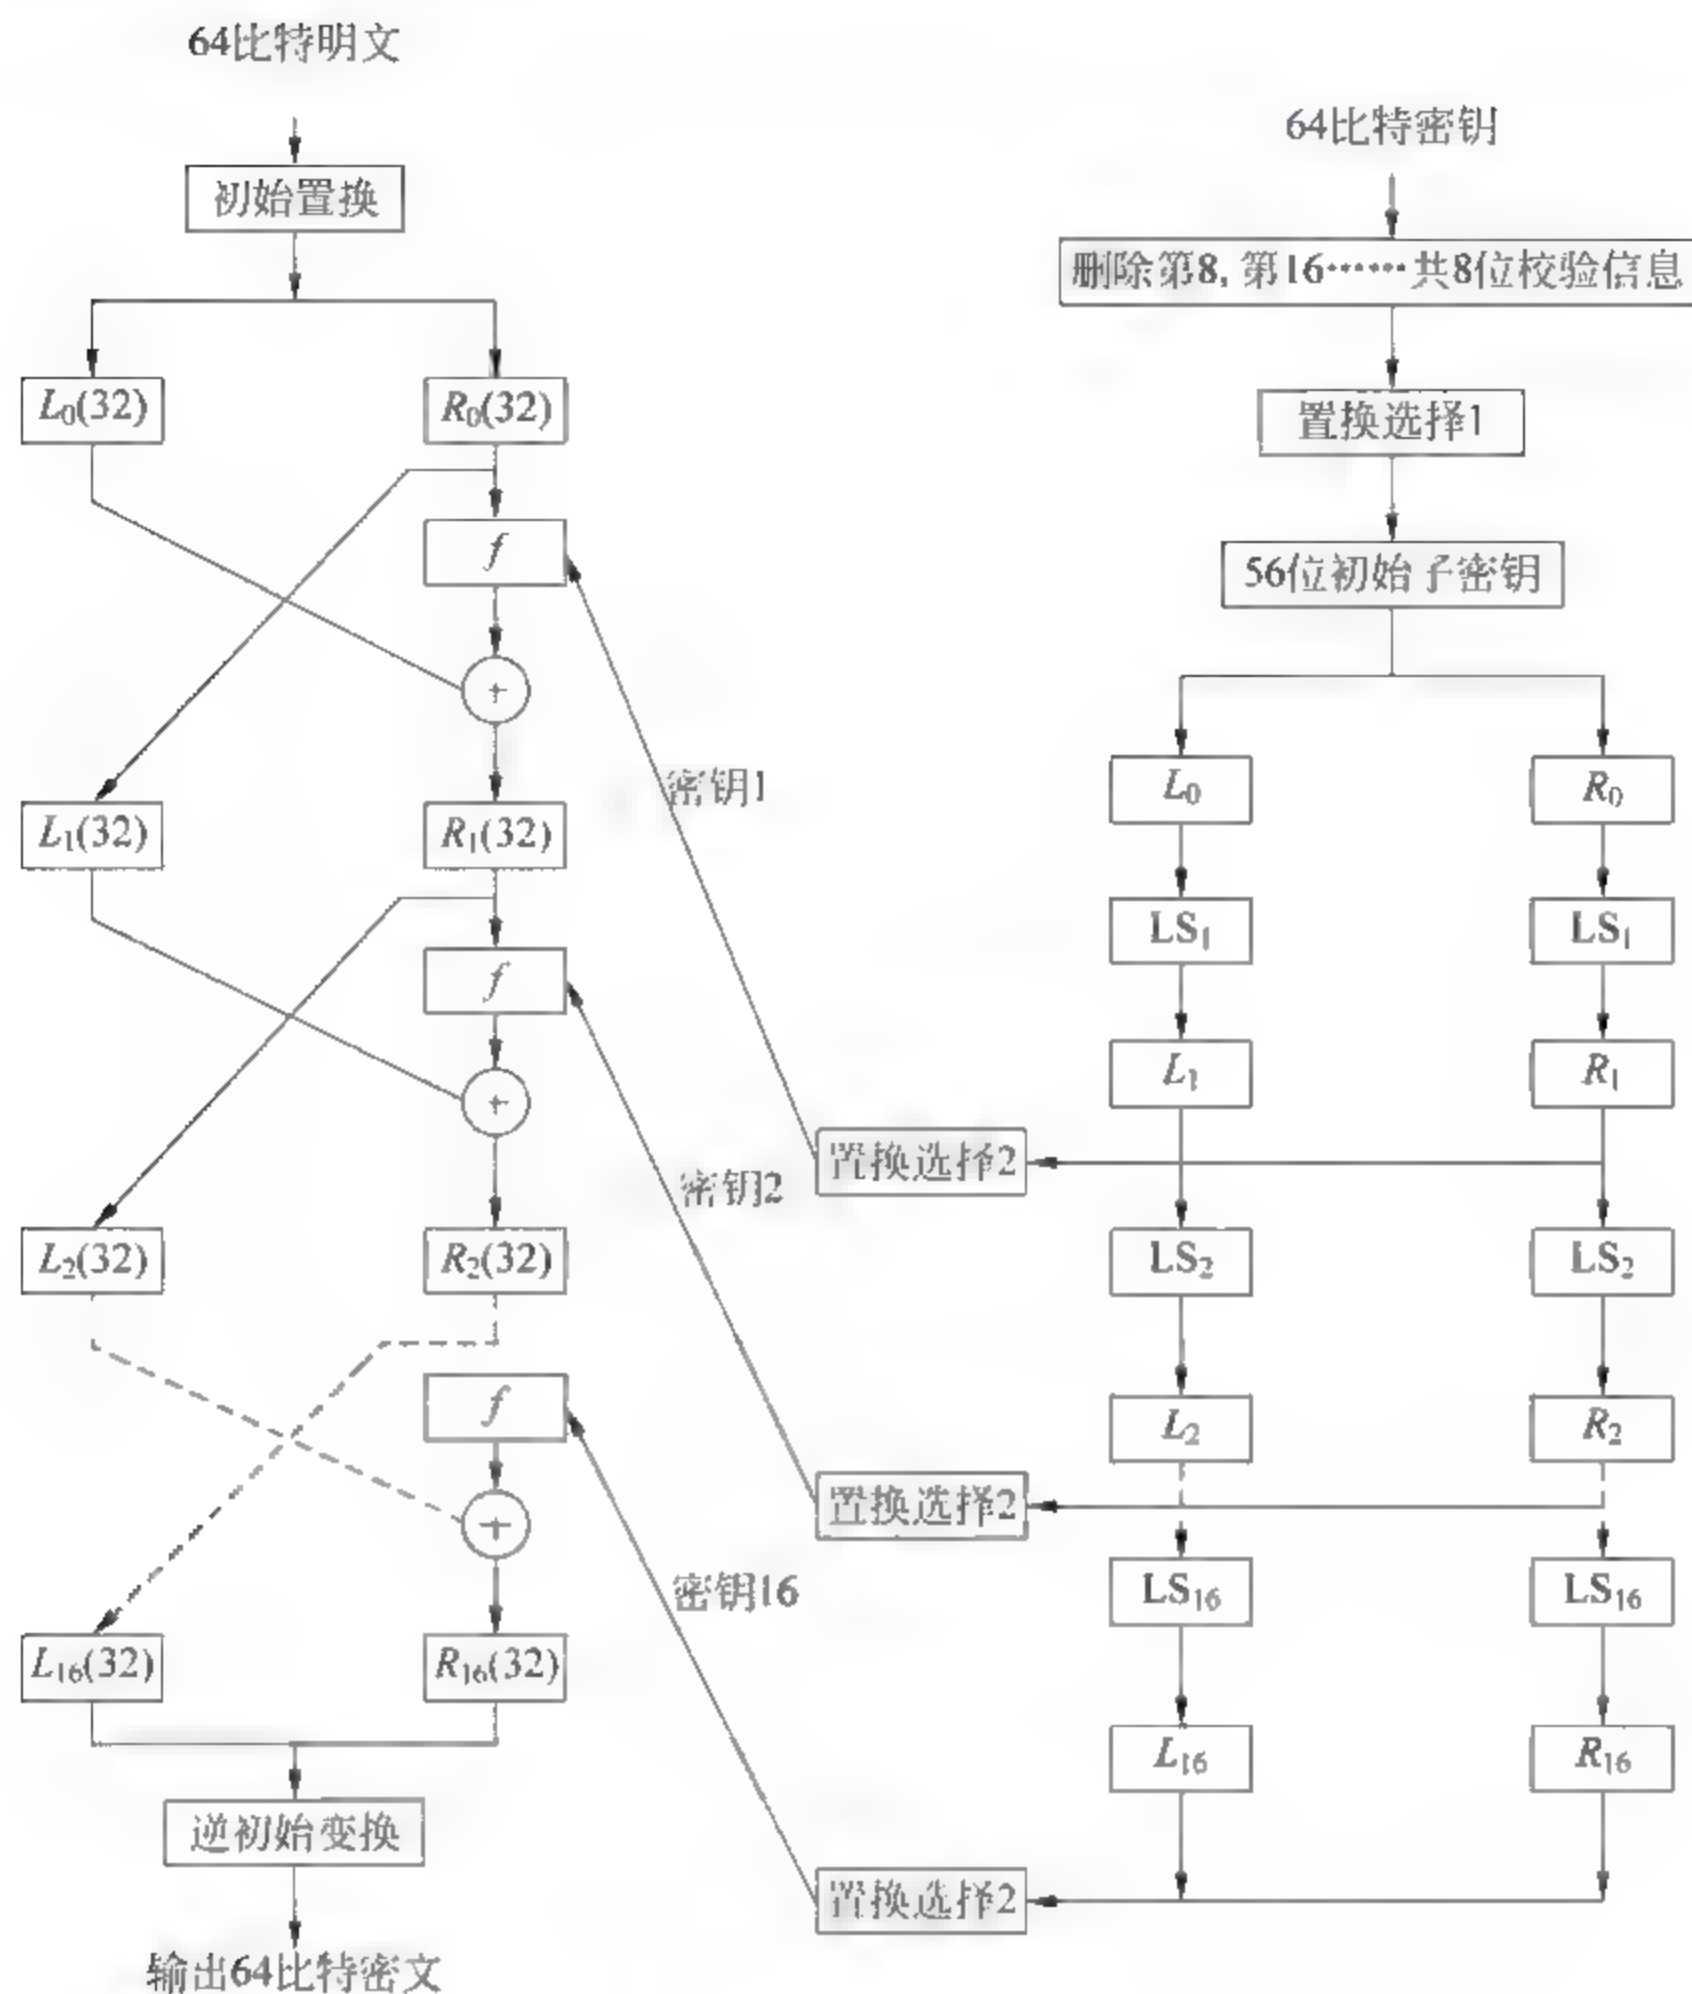 64比特明文
初始置换
L0(32)
R0(32)
f
+
L1(32)
R1(32)
f
+
L2(32)
R2(32)
f
+
L16(32)
R16(32)
逆初始变换
输出64比特密文
密钥1
密钥2
密钥16
置换选择2
置换选择2
置换选择2
64比特密钥
删除第8, 第16……共8位校验信息
置换选择1
56位初始子密钥
L0
R0
LS1
LS1
L1
R1
LS2
LS2
L2
R2
LS16
LS16
L16
R16